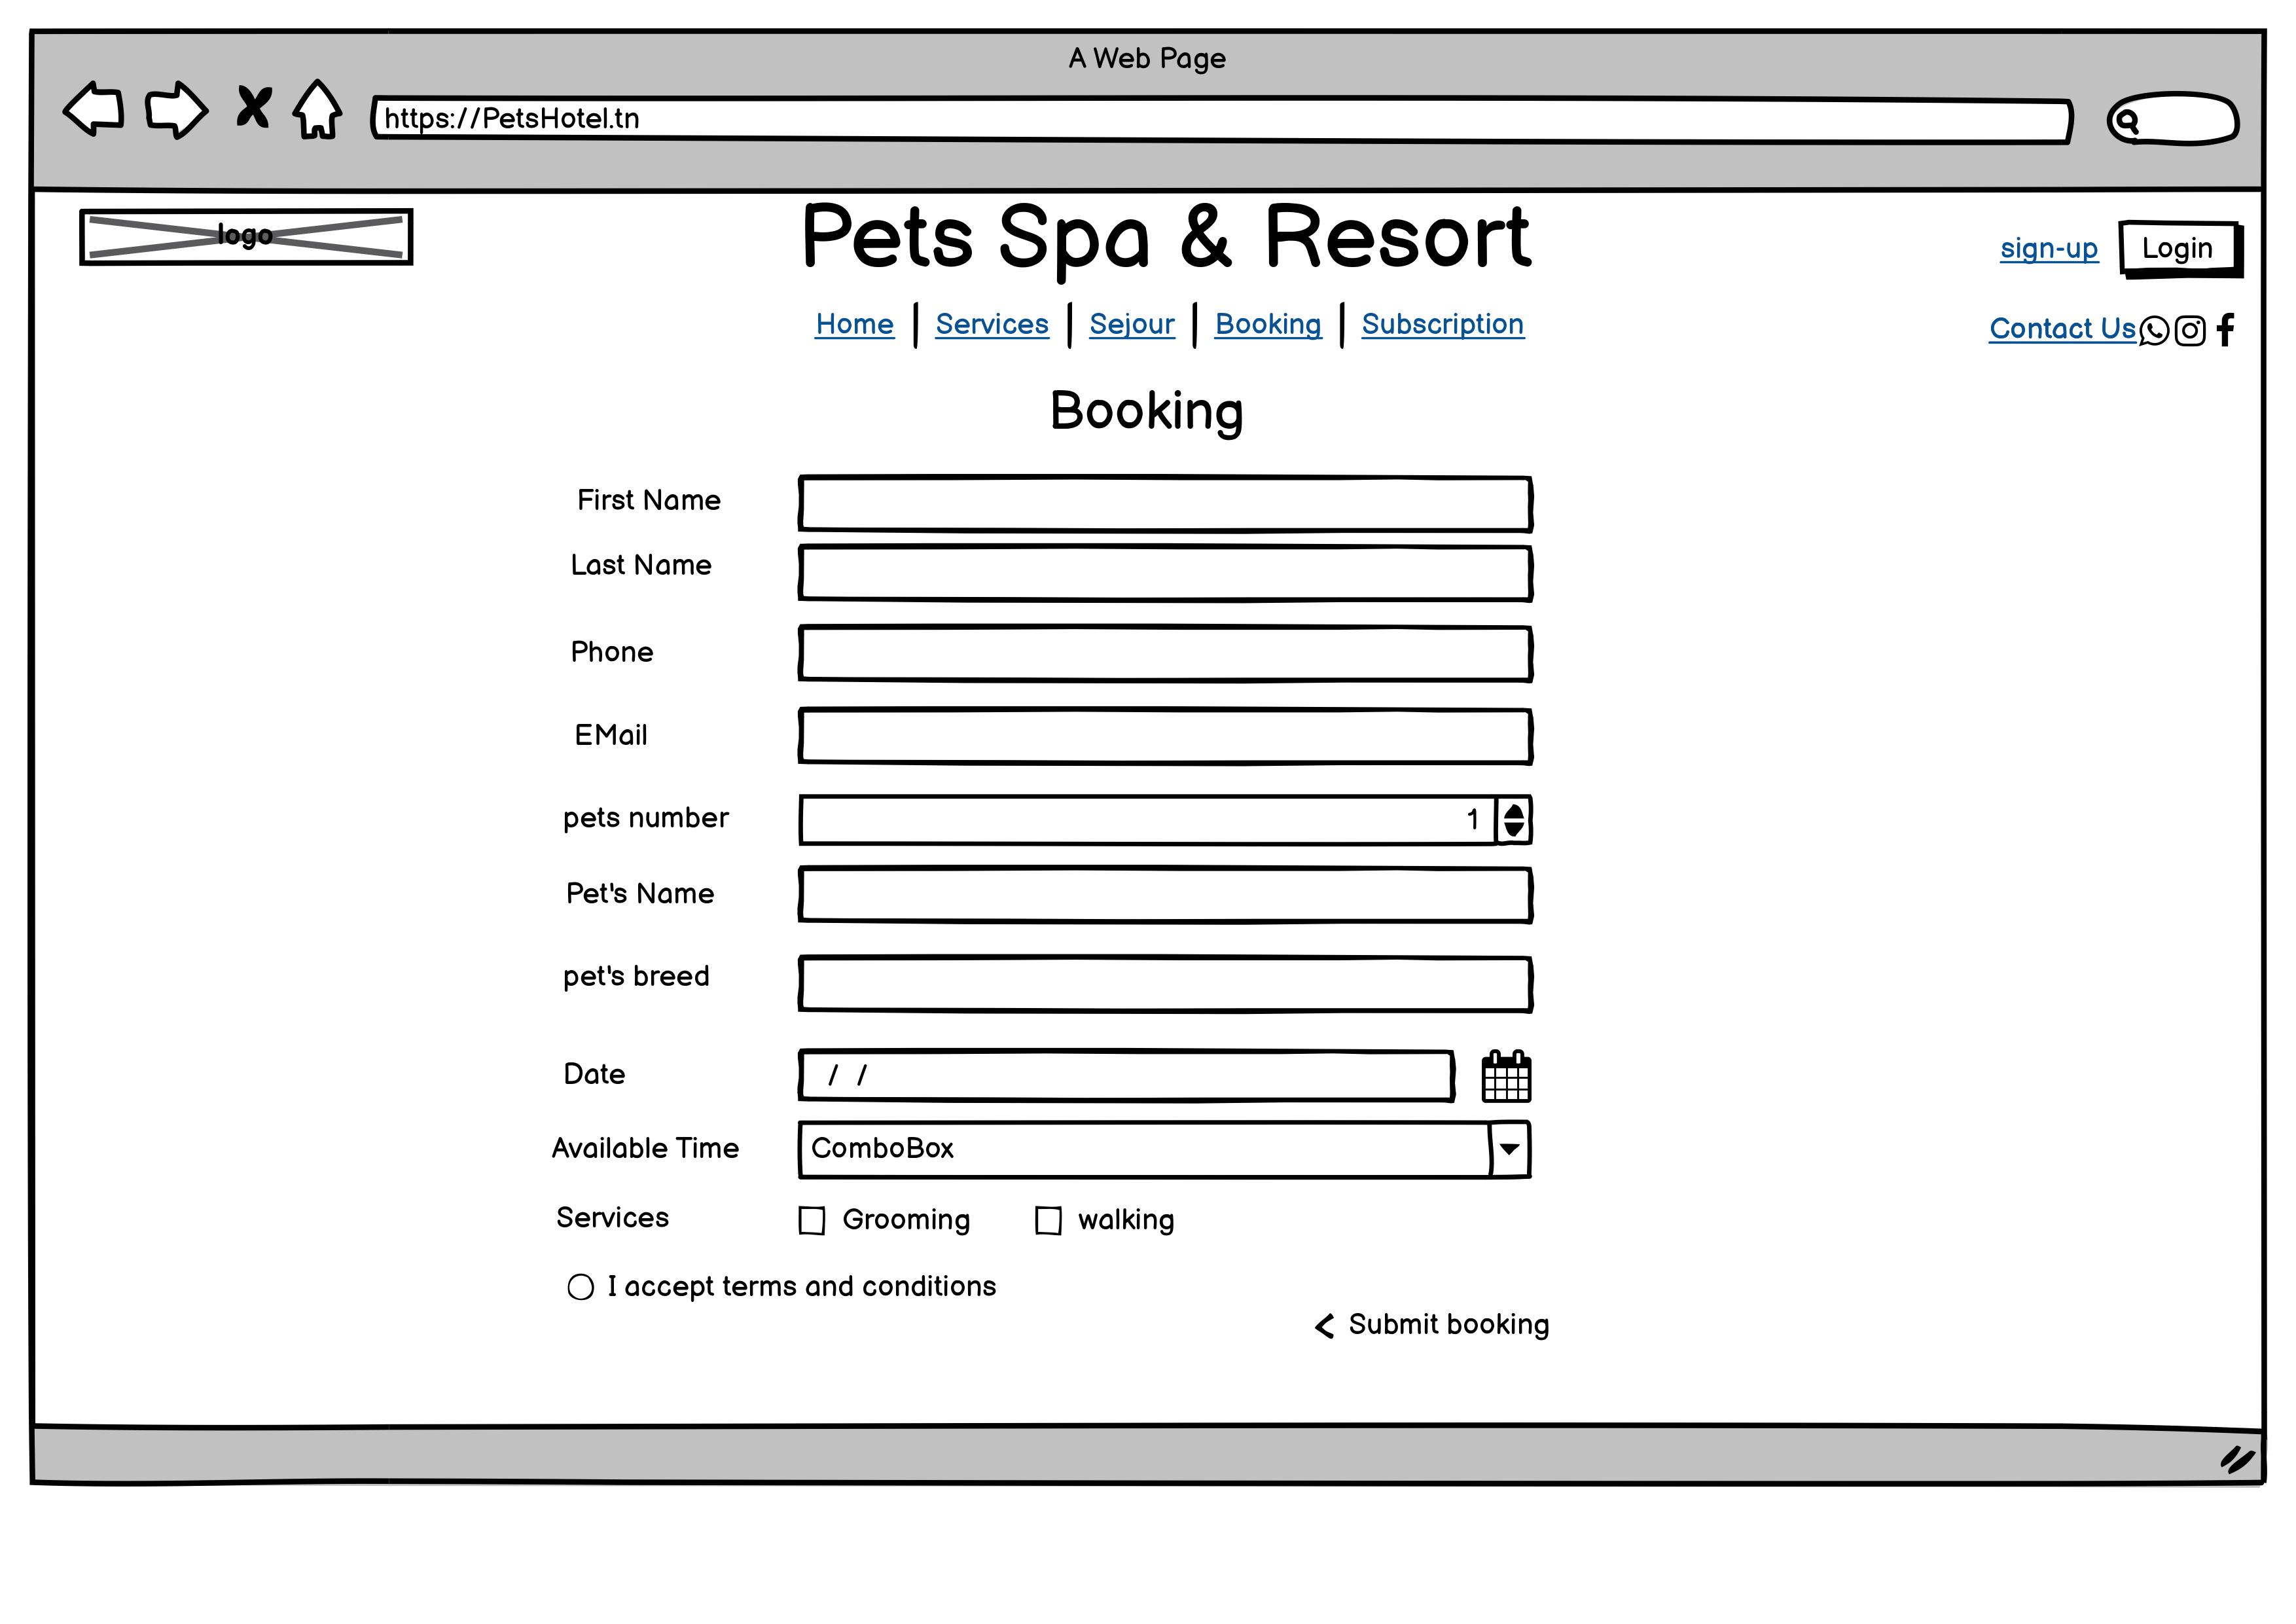 A Web Page
https://PetsHotel.tn
logo
Pets Spa & Resort
sign-up Login
Home Services Sejour Booking Subscription
Contact Us
Booking
First Name
Last Name
Phone
EMail
pets number 1
Pet's Name
pet's breed
Date / /
Available Time ComboBox
Services Grooming walking
I accept terms and conditions
Submit booking